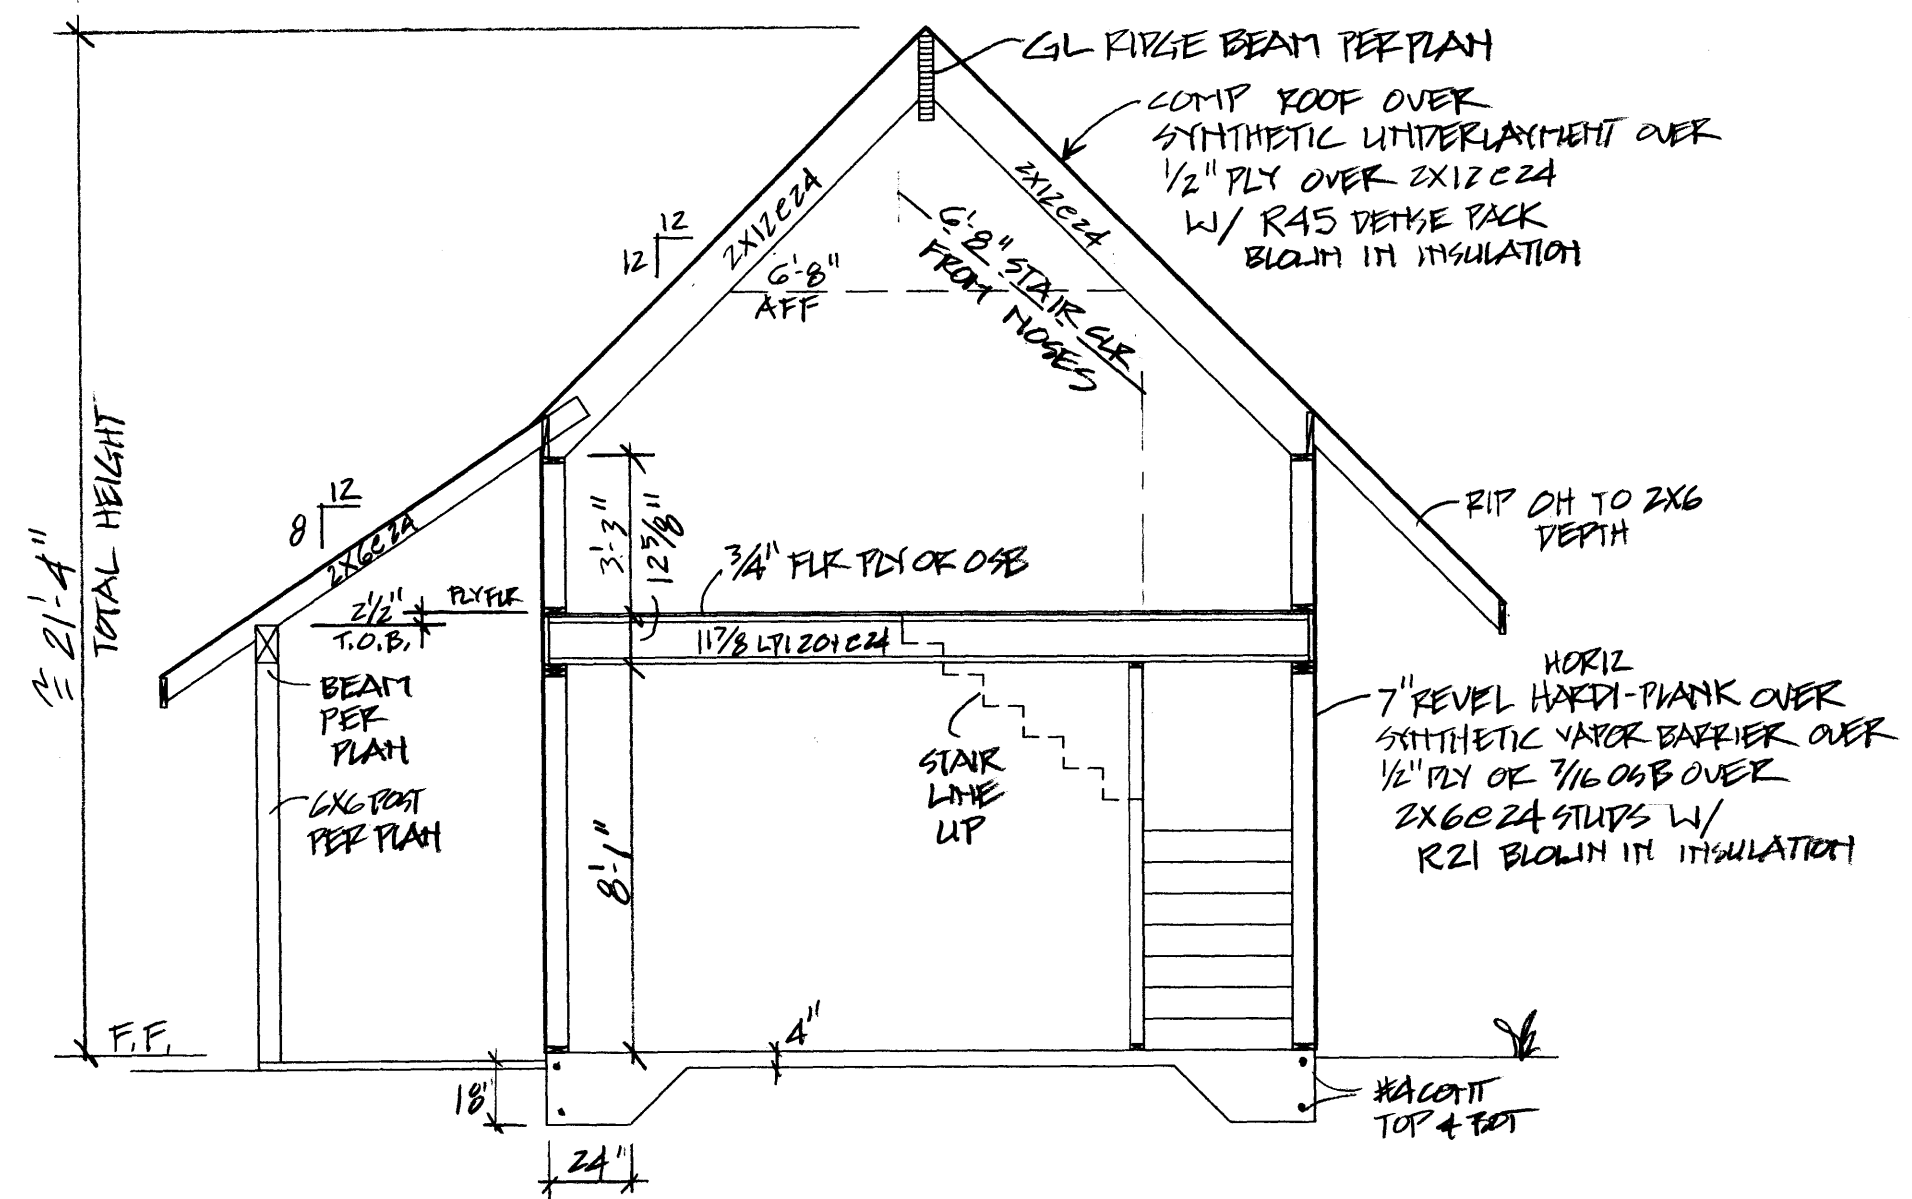 GL RIDGE BEAM PER PLAN
COMP ROOF OVER
SYNTHETIC UNDERLAYMENT OVER
1/2" PLY OVER 2X12@24
W/ R45 DENSE PACK
BLOWN IN INSULATION
12
12
2X12@24
2X12@24
6'-8"
AFF
6'-8" STAIR CLR
FROM NOSES
≈ 21'-4"
TOTAL HEIGHT
12
8
2X6@24
3'-3"
12 5/8"
3/4" FLR PLY OR OSB
RIP OH TO 2X6
DEPTH
2 1/2"
PLY FLR
T.O.B.
11 7/8 LPI 20+@24
BEAM
PER
PLAN
6X6 POST
PER PLAN
STAIR
LINE
UP
8'-1"
HORIZ
7" REVEL HARDI-PLANK OVER
SYNTHETIC VAPOR BARRIER OVER
1/2" PLY OR 7/16 OSB OVER
2X6@24 STUDS W/
R21 BLOWN IN INSULATION
F.F.
4"
18"
24"
#4 CONT
TOP & BOT